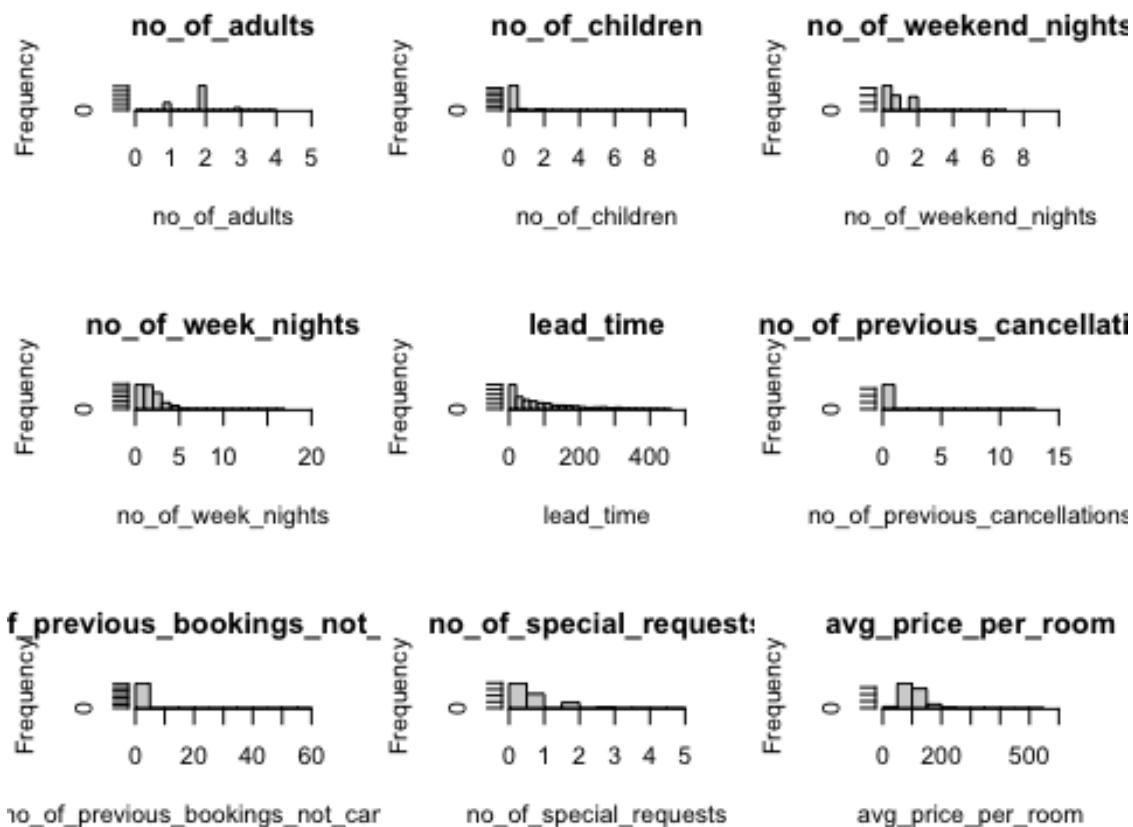 no_of_adults
Frequency
0
0 1 2 3 4 5
no_of_adults
no_of_children
Frequency
0
0 2 4 6 8
no_of_children
no_of_weekend_nights
Frequency
0
0 2 4 6 8
no_of_weekend_nights
no_of_week_nights
Frequency
0
0 5 10 20
no_of_week_nights
lead_time
Frequency
0
0 200 400
lead_time
no_of_previous_cancellati
Frequency
0
0 5 10 15
no_of_previous_cancellations
f_previous_bookings_not_
Frequency
0
0 20 40 60
no_of_previous_bookings_not_car
no_of_special_requests
Frequency
0
0 1 2 3 4 5
no_of_special_requests
avg_price_per_room
Frequency
0
0 200 500
avg_price_per_room